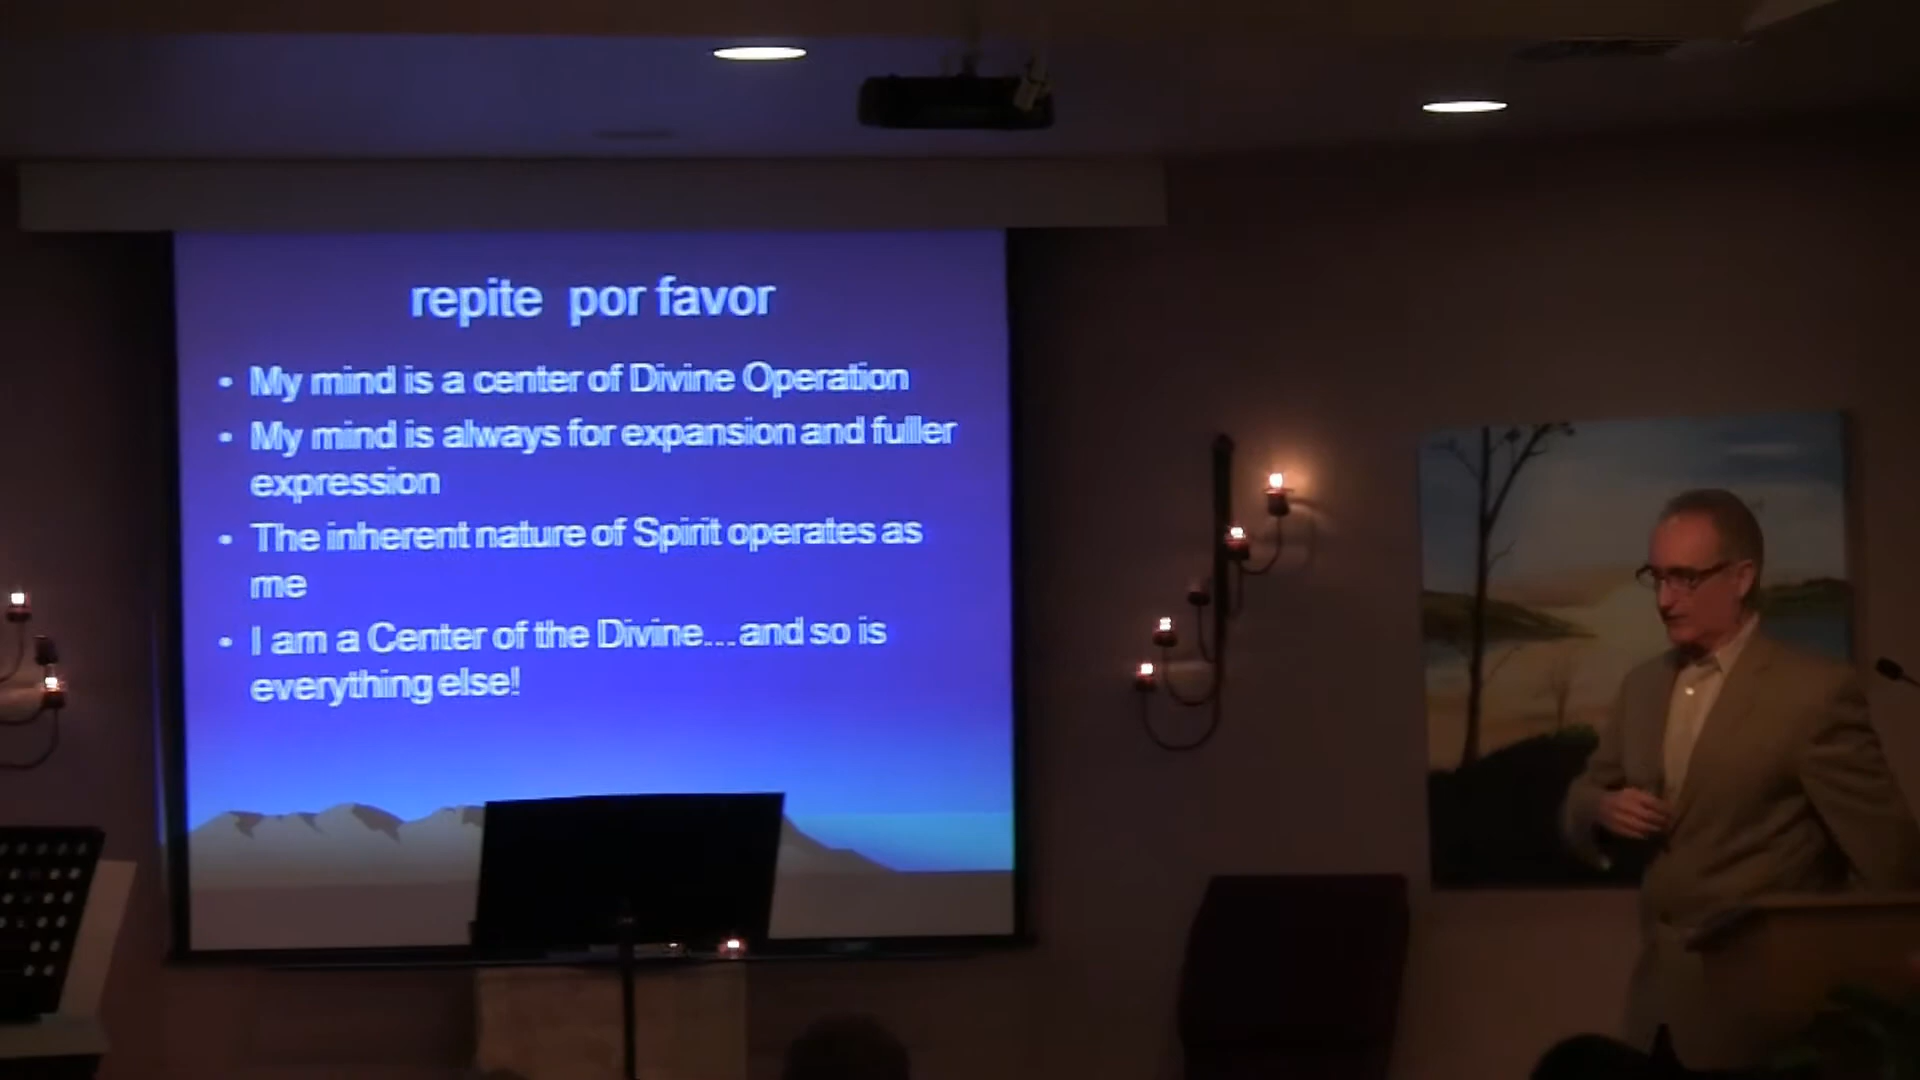 repite por favor
• My mind is a center of Divine Operation
• My mind is always for expansion and fuller
expression
• The inherent nature of Spirit operates as
me
• I am a Center of the Divine...and so is
everything else!